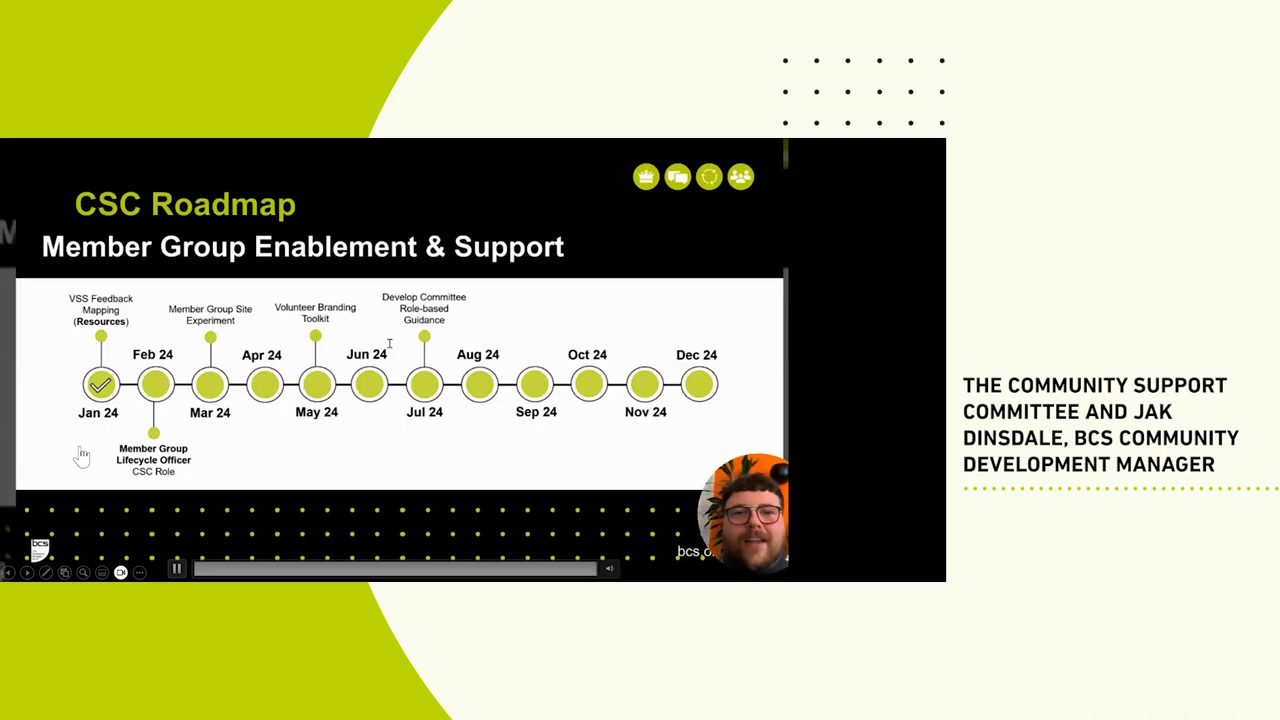 CSC Roadmap
Member Group Enablement & Support
VSS Feedback
Mapping
(Resources)
Member Group Site
Experiment
Volunteer Branding
Toolkit
Develop Committee
Role-based
Guidance
Feb 24
Apr 24
Jun 24
Aug 24
Oct 24
Dec 24
Jan 24
Mar 24
May 24
Jul 24
Sep 24
Nov 24
Member Group
Lifecycle Officer
CSC Role
bcs
bcs.o
THE COMMUNITY SUPPORT
COMMITTEE AND JAK
DINSDALE, BCS COMMUNITY
DEVELOPMENT MANAGER